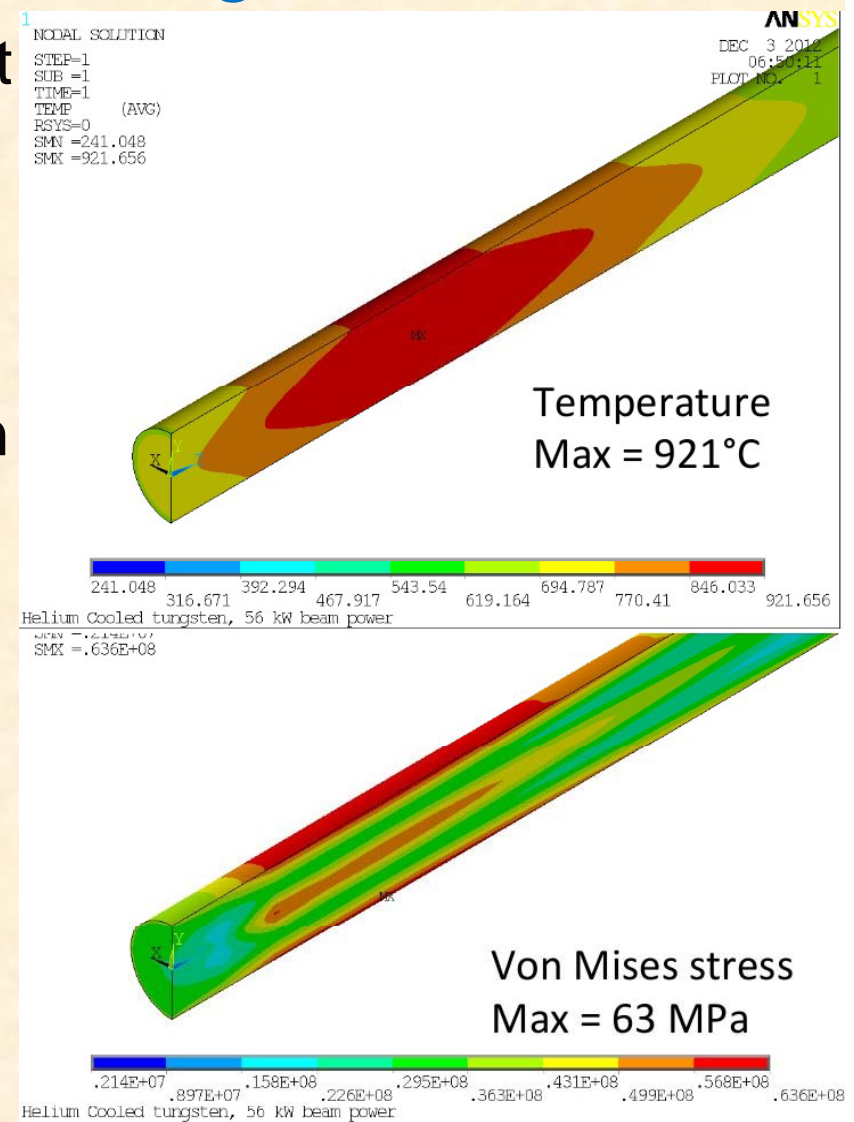 1
NODAL SOLUTION
STEP=1
SUB =1
TIME=1
TEMP (AVG)
RSYS=0
SMN =241.048
SMX =921.656
ANSYS
DEC 3 2012
06:50:11
PLOT NO. 1
MX
X
Y
Z
Temperature
Max = 921°C
241.048
316.671
392.294
467.917
543.54
619.164
694.787
770.41
846.033
921.656
Helium Cooled tungsten, 56 kW beam power
SMN =.214E+07
SMX =.636E+08
MX
X
Y
Von Mises stress
Max = 63 MPa
.214E+07
.897E+07
.158E+08
.226E+08
.295E+08
.363E+08
.431E+08
.499E+08
.568E+08
.636E+08
Helium Cooled tungsten, 56 kW beam power